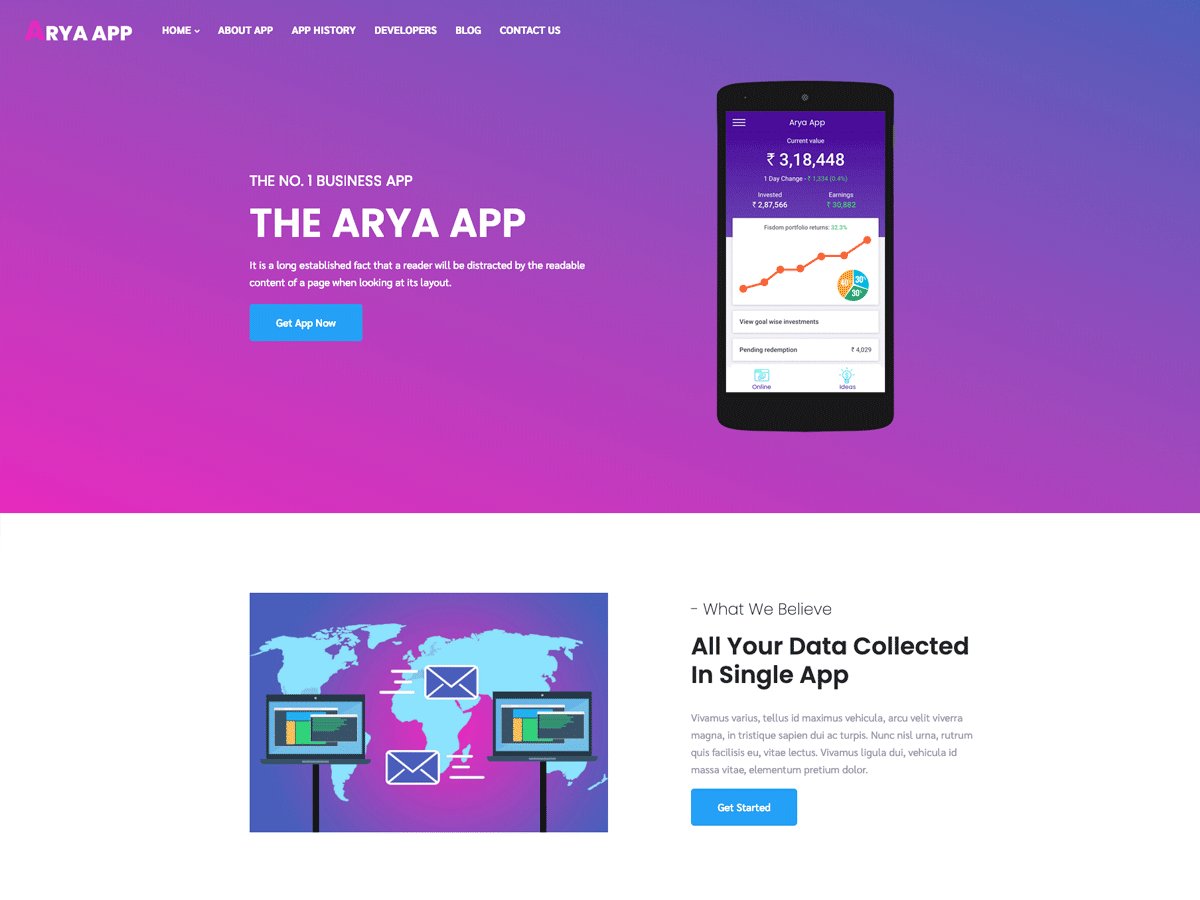 ARYA APP
HOME ABOUT APP APP HISTORY DEVELOPERS BLOG CONTACT US
THE NO. 1 BUSINESS APP
THE ARYA APP
It is a long established fact that a reader will be distracted by the readable
content of a page when looking at its layout.
Get App Now
Arya App
Current value
₹ 3,18,448
1 Day Change - ₹ 1,334 (0.4%)
Invested Earnings
₹ 2,87,566 ₹ 30,882
Fisdom portfolio returns: 32.3%
40% 30%
30%
View goal wise investments
Pending redemption ₹ 4,029
Online Ideas
- What We Believe
All Your Data Collected
In Single App
Vivamus varius, tellus id maximus vehicula, arcu velit viverra
magna, in tristique sapien dui ac turpis. Nunc nisl urna, rutrum
quis facilisis eu, vitae lectus. Vivamus ligula dui, vehicula id
massa vitae, elementum pretium dolor.
Get Started